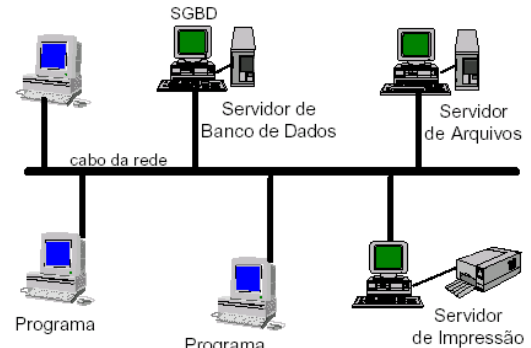 SGBD
Servidor de
Banco de Dados
Servidor
de Arquivos
cabo da rede
Programa
Programa
Servidor
de Impressão